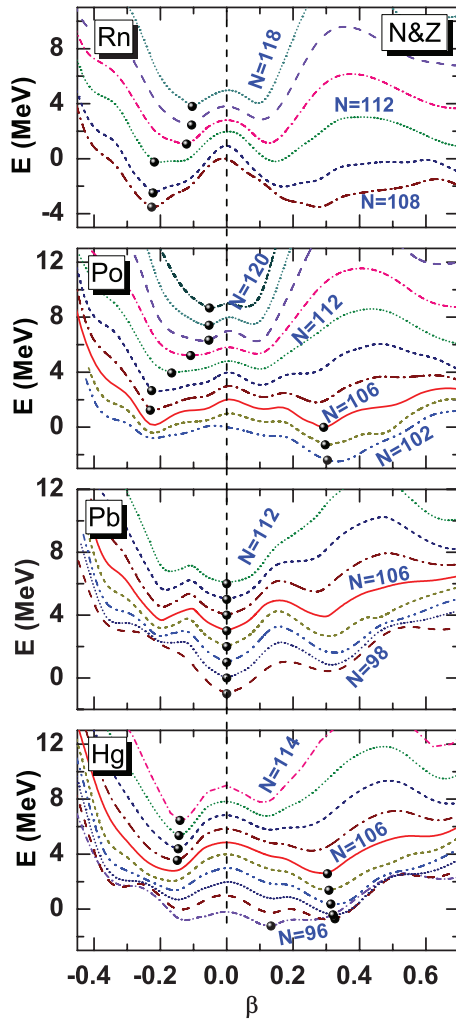 Rn
N&Z
N=118
N=112
N=108
E (MeV)
8
4
0
-4
Po
N=120
N=112
N=106
N=102
E (MeV)
12
8
4
0
Pb
N=112
N=106
N=98
E (MeV)
12
8
4
0
Hg
N=114
N=106
N=96
E (MeV)
12
8
4
0
-0.4 -0.2 0.0 0.2 0.4 0.6
β